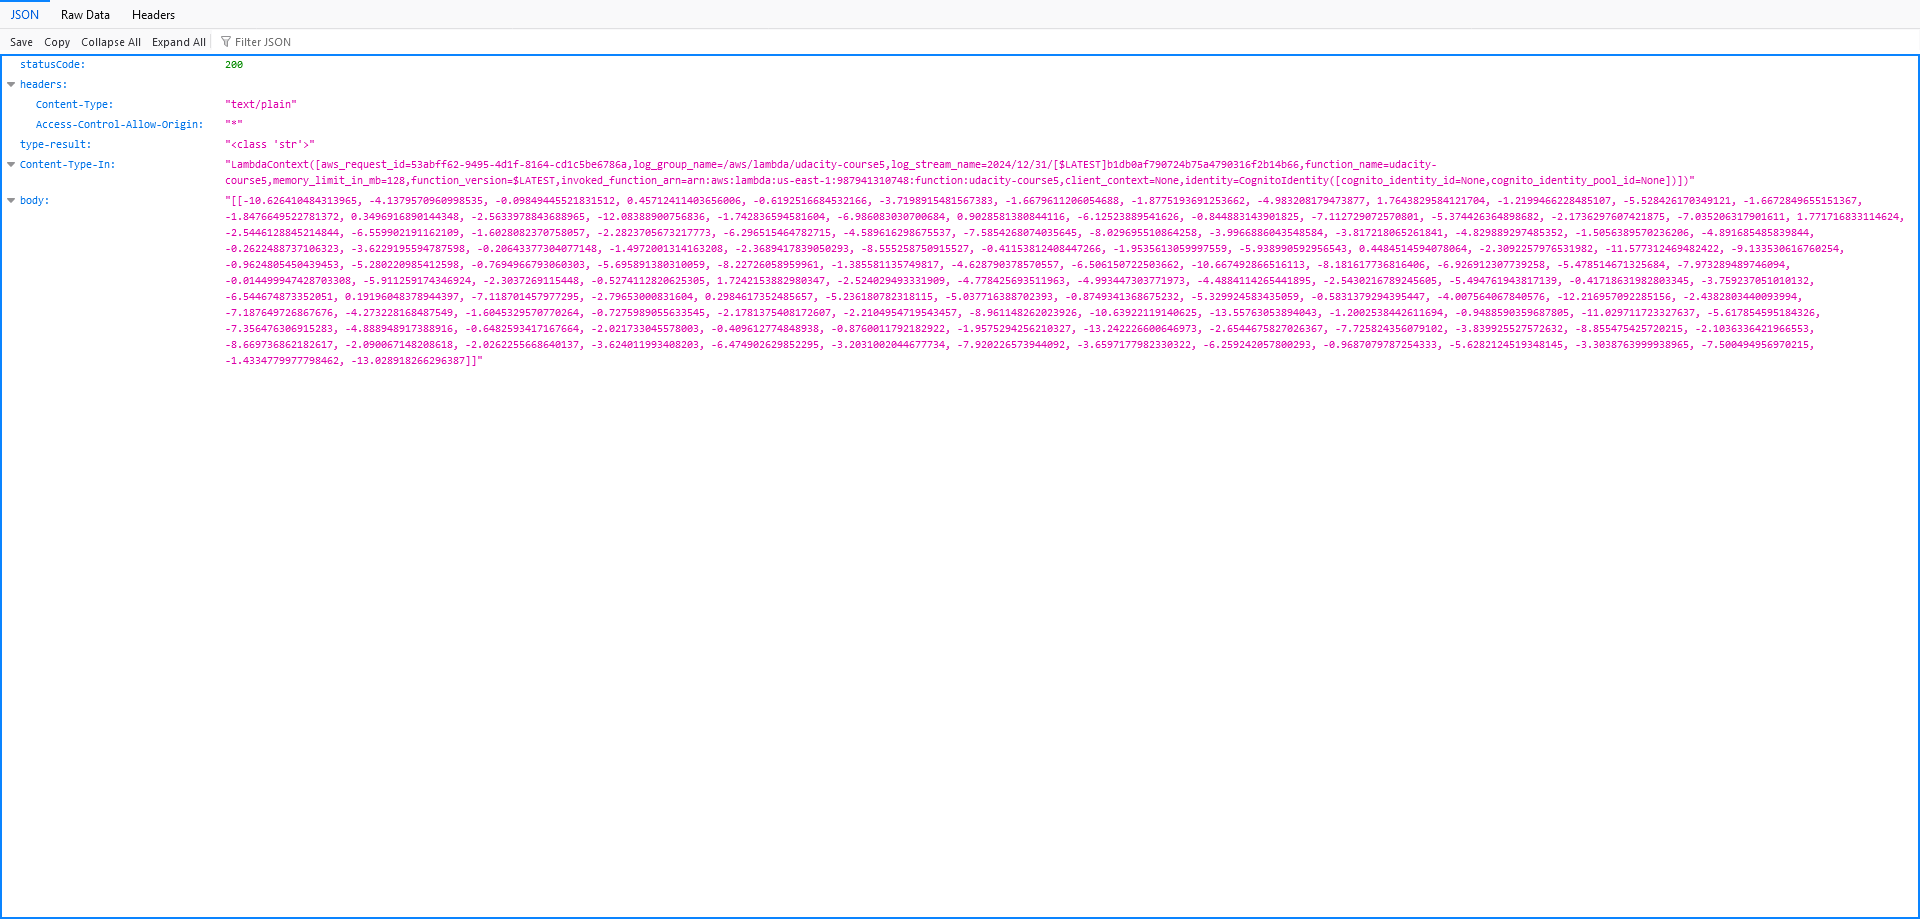 JSON Raw Data Headers
Save Copy Collapse All Expand All Filter JSON
statusCode: 200
headers:
Content-Type: "text/plain"
Access-Control-Allow-Origin: "*"
type-result: "<class 'str'>"
Content-Type-In: "LambdaContext([aws_request_id=53abff62-9495-4d1f-8164-cd1c5be6786a,log_group_name=/aws/lambda/udacity-course5,log_stream_name=2024/12/31/[$LATEST]b1db0af790724b75a4790316f2b14b66,function_name=udacity-
course5,memory_limit_in_mb=128,function_version=$LATEST,invoked_function_arn=arn:aws:lambda:us-east-1:987941310748:function:udacity-course5,client_context=None,identity=CognitoIdentity([cognito_identity_id=None,cognito_identity_pool_id=None])])"
body: "[[-10.626410484313965, -4.1379570960998535, -0.09849445521831512, 0.45712411403656006, -0.6192516684532166, -3.7198915481567383, -1.6679611206054688, -1.8775193691253662, -4.983208179473877, 1.7643829584121704, -1.2199466228485107, -5.528426170349121, -1.6672849655151367,
-1.8476649522781372, 0.3496916890144348, -2.5633978843688965, -12.08388900756836, -1.742836594581604, -6.986083030700684, 0.9028581380844116, -6.12523889541626, -0.844883143901825, -7.112729072570801, -5.374426364898682, -2.1736297607421875, -7.035206317901611, 1.771716833114624,
-2.5446128845214844, -6.559902191162109, -1.6028082370758057, -2.2823705673217773, -6.296515464782715, -4.589616298675537, -7.5854268074035645, -8.029695510864258, -3.9966886043548584, -3.817218065261841, -4.829889297485352, -1.5056389570236206, -4.891685485839844,
-0.2622488737106323, -3.6229195594787598, -0.20643377304077148, -1.4972001314163208, -2.3689417839050293, -8.555258750915527, -0.41153812408447266, -1.9535613059997559, -5.938990592956543, 0.4484514594078064, -2.3092257976531982, -11.577312469482422, -9.133530616760254,
-0.9624805450439453, -5.280220985412598, -0.7694966793060303, -5.695891380310059, -8.22726058959961, -1.385581135749817, -4.628790378570557, -6.506150722503662, -10.667492866516113, -8.181617736816406, -6.926912307739258, -5.478514671325684, -7.973289489746094,
-0.014499947428703308, -5.911259174346924, -2.3037269115448, -0.5274112820625305, 1.7242153882980347, -2.524029493331909, -4.778425693511963, -4.993447303771973, -4.4884114265441895, -2.5430216789245605, -5.494761943817139, -0.41718631982803345, -3.759237051010132,
-6.544674873352051, 0.19196048378944397, -7.118701457977295, -2.79653000831604, 0.2984617352485657, -5.236180782318115, -5.037716388702393, -0.8749341368675232, -5.329924583435059, -0.5831379294395447, -4.007564067840576, -12.216957092285156, -2.4382803440093994,
-7.187649726867676, -4.273228168487549, -1.6045329570770264, -0.7275989055633545, -2.1781375408172607, -2.2104954719543457, -8.961148262023926, -10.63922119140625, -13.55763053894043, -1.2002538442611694, -0.9488590359687805, -11.029711723327637, -5.617854595184326,
-7.356476306915283, -4.888948917388916, -0.6482593417167664, -2.021733045578003, -0.409612774848938, -0.8760011792182922, -1.9575294256210327, -13.242226600646973, -2.6544675827026367, -7.725824356079102, -3.839925527572632, -8.855475425720215, -2.1036336421966553,
-8.669736862182617, -2.090067148208618, -2.0262255668640137, -3.624011993408203, -6.474902629852295, -3.2031002044677734, -7.920226573944092, -3.6597177982330322, -6.259242057800293, -0.9687079787254333, -5.6282124519348145, -3.3038763999938965, -7.500494956970215,
-1.4334779977798462, -13.028918266296387]]"